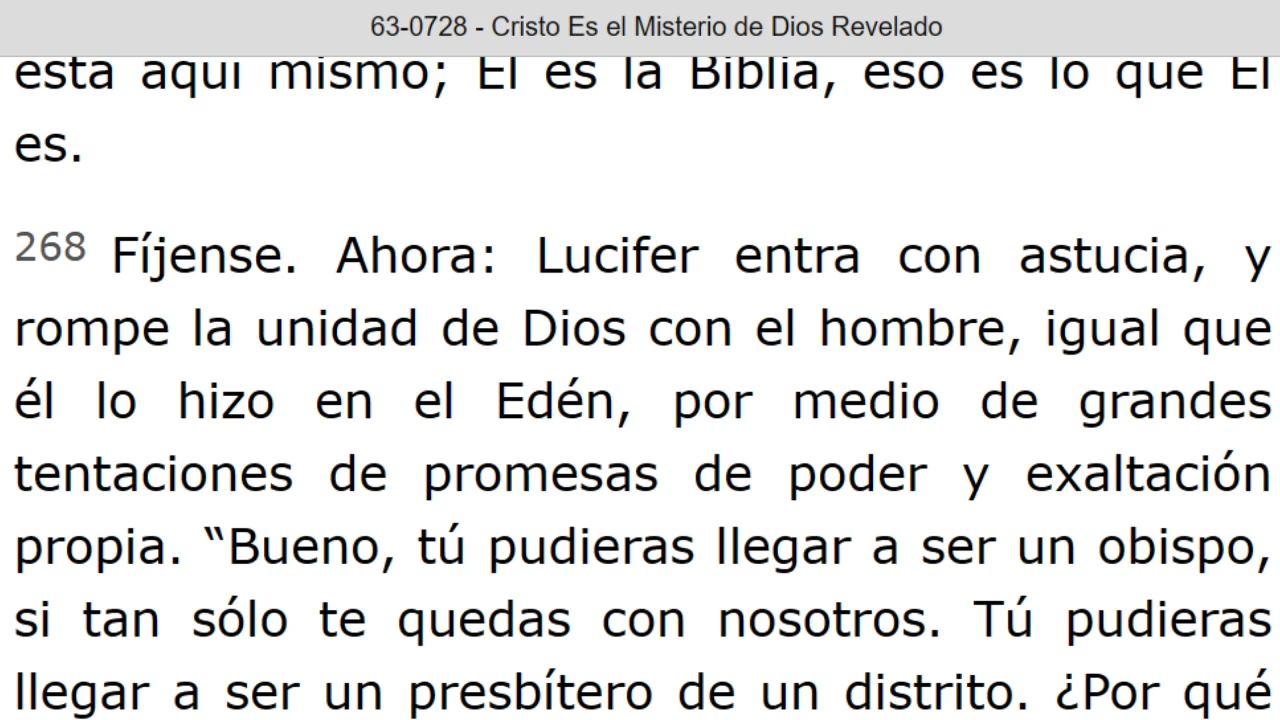 63-0728 - Cristo Es el Misterio de Dios Revelado
está aquí mismo; Él es la Biblia, eso es lo que Él
es.
268 Fíjense. Ahora: Lucifer entra con astucia, y
rompe la unidad de Dios con el hombre, igual que
él lo hizo en el Edén, por medio de grandes
tentaciones de promesas de poder y exaltación
propia. “Bueno, tú pudieras llegar a ser un obispo,
si tan sólo te quedas con nosotros. Tú pudieras
llegar a ser un presbítero de un distrito. ¿Por qué